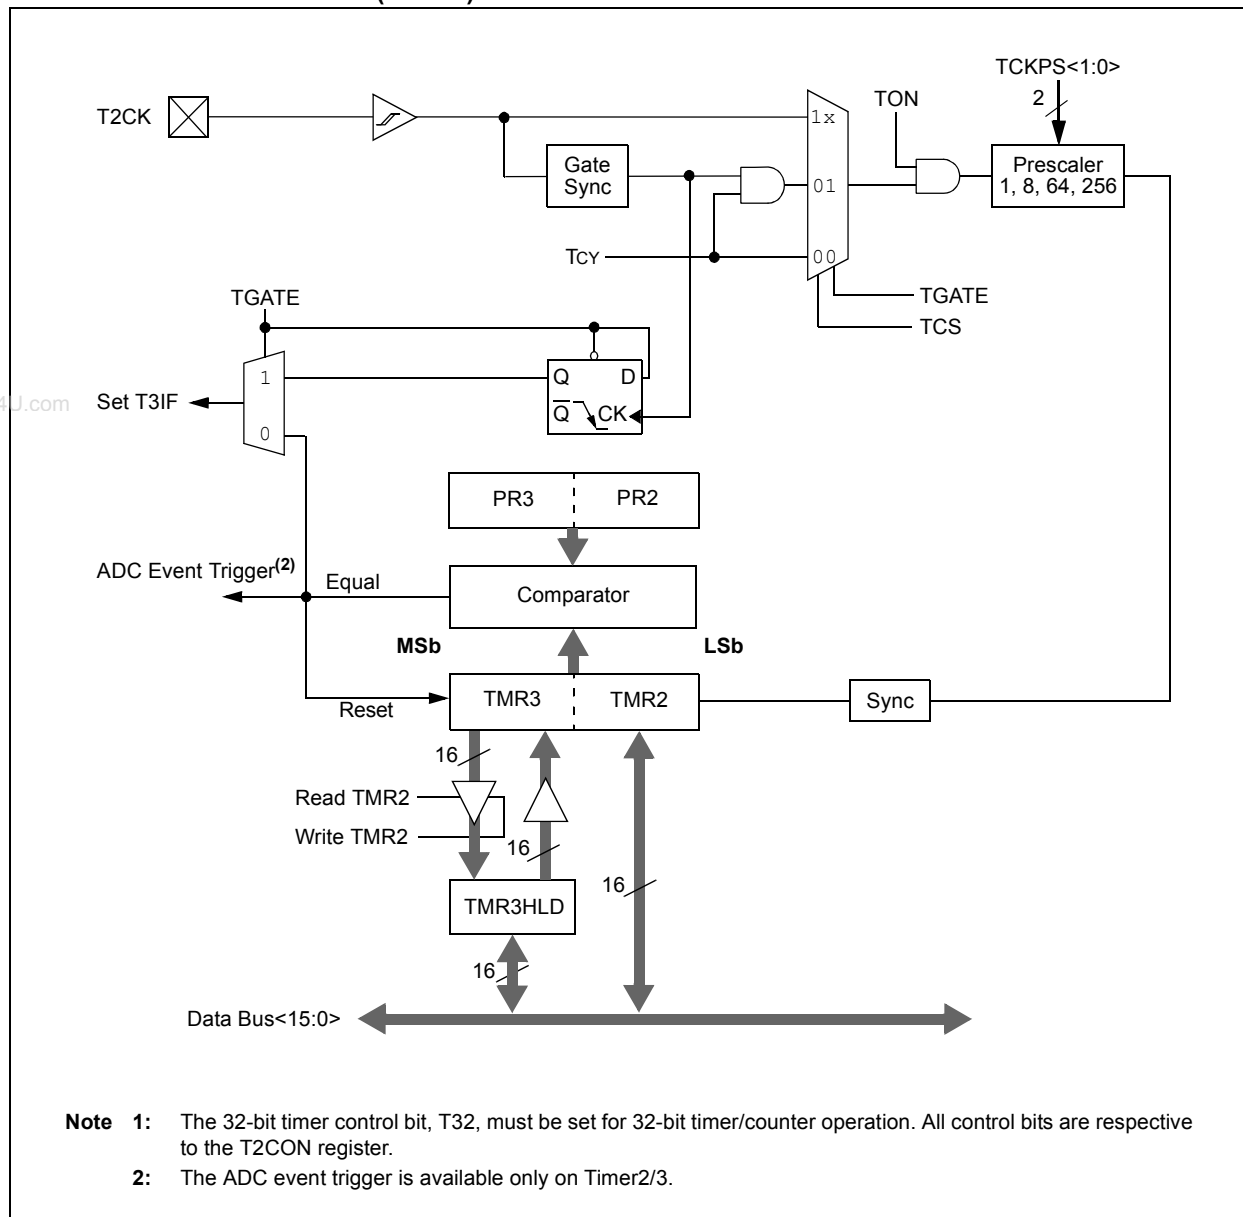 TCKPS<1:0>
2
TON
T2CK
1x
Gate
Sync
Prescaler
1, 8, 64, 256
01
TCY
00
TGATE
TGATE
TCS
1
Q D
4U.com
Set T3IF
Q CK
0
PR3 PR2
ADC Event Trigger(2)
Equal
Comparator
MSb LSb
TMR3 TMR2
Sync
Reset
16
Read TMR2
Write TMR2
16
16
TMR3HLD
16
Data Bus<15:0>
Note 1: The 32-bit timer control bit, T32, must be set for 32-bit timer/counter operation. All control bits are respective
to the T2CON register.
2: The ADC event trigger is available only on Timer2/3.